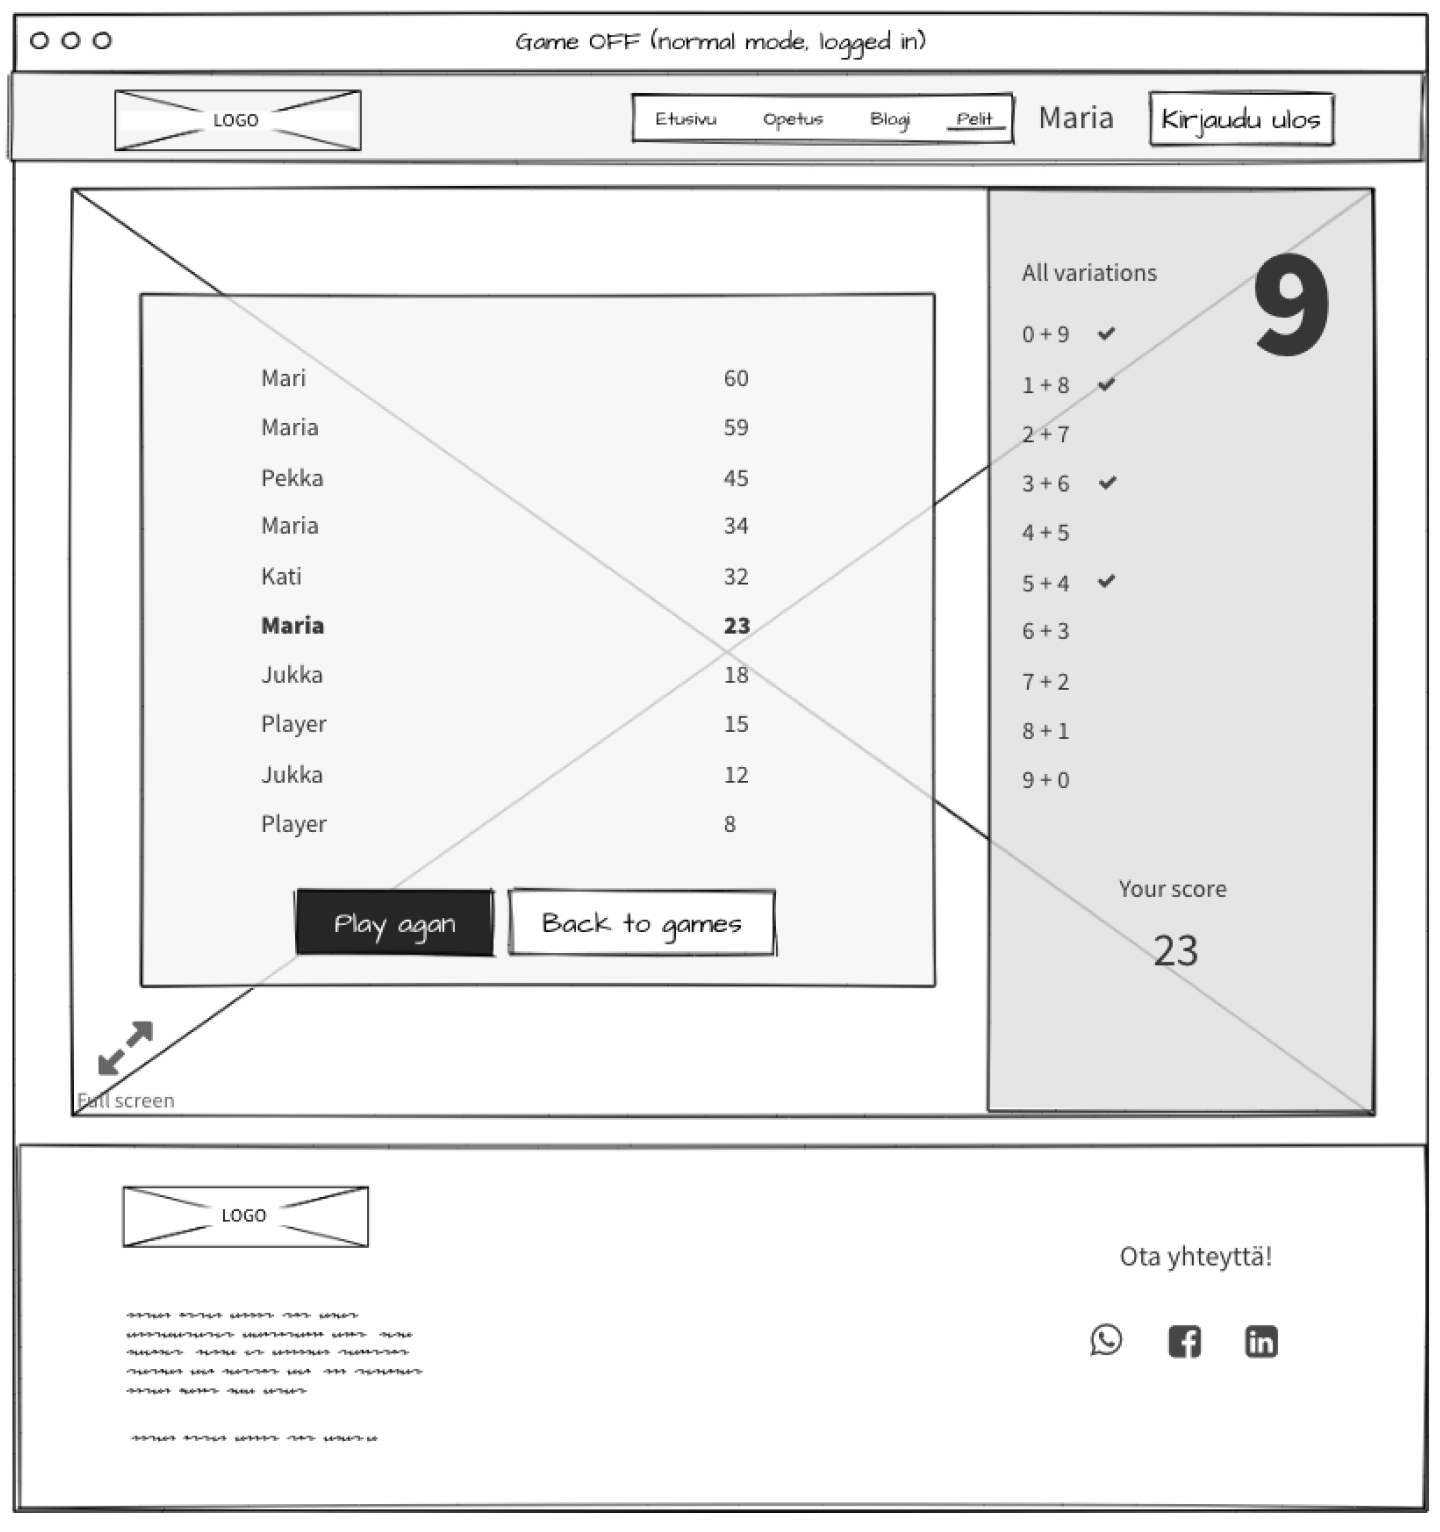 Game OFF (normal mode, logged in)
LOGO
Etusivu Opetus Blogi Pelit Maria Kirjaudu ulos
Mari 60
Maria 59
Pekka 45
Maria 34
Kati 32
Maria 23
Jukka 18
Player 15
Jukka 12
Player 8
Play agan Back to games
Full screen
All variations
9
0 + 9 ✔
1 + 8 ✔
2 + 7
3 + 6 ✔
4 + 5
5 + 4 ✔
6 + 3
7 + 2
8 + 1
9 + 0
Your score
23
LOGO
Ota yhteyttä!